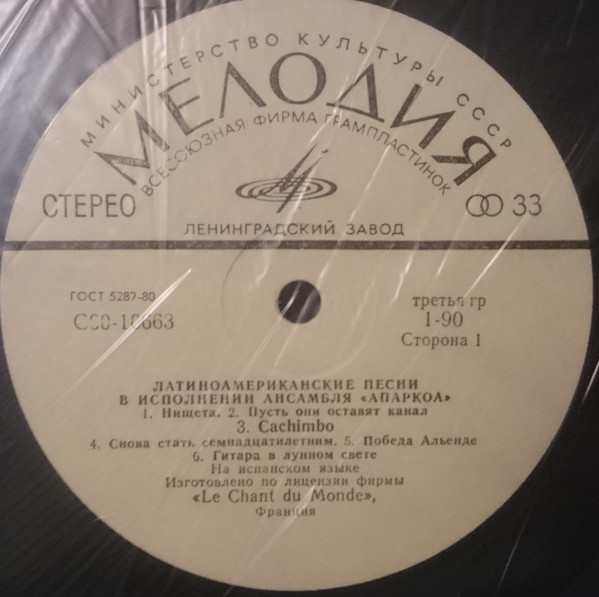 МИНИСТЕРСТВО КУЛЬТУРЫ СССР
МЕЛОДИЯ
ВСЕСОЮЗНАЯ ФИРМА ГРАМПЛАСТИНОК
СТЕРЕО
33
ЛЕНИНГРАДСКИЙ ЗАВОД
ГОСТ 5287-80
третья гр
1-90
Сторона 1
ЛАТИНОАМЕРИКАНСКИЕ ПЕСНИ
В ИСПОЛНЕНИИ АНСАМБЛЯ «АПАРКОА»
1. Нищета. 2. Пусть они оставят канал
3. Cachimbo
4. Снова стать семнадцатилетним. 5. Победа Альенде
6. Гитара в лунном свете
На испанском языке
Изготовлено по лицензии фирмы
«Le Chant du Monde»,
Франция